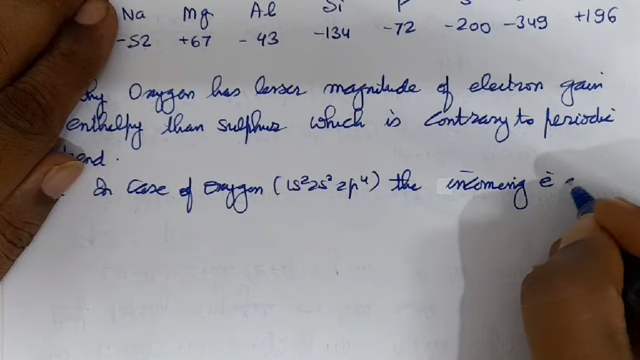 Na Mg Al Si P S
-52 +67 -43 -134 -72 -200 -349 +196
Oxygen has lesser magnitude of electron gain
enthalpy than sulphur which is contrary to periodic
In case of oxygen (1s² 2s² 2p⁴) the incoming e⁻